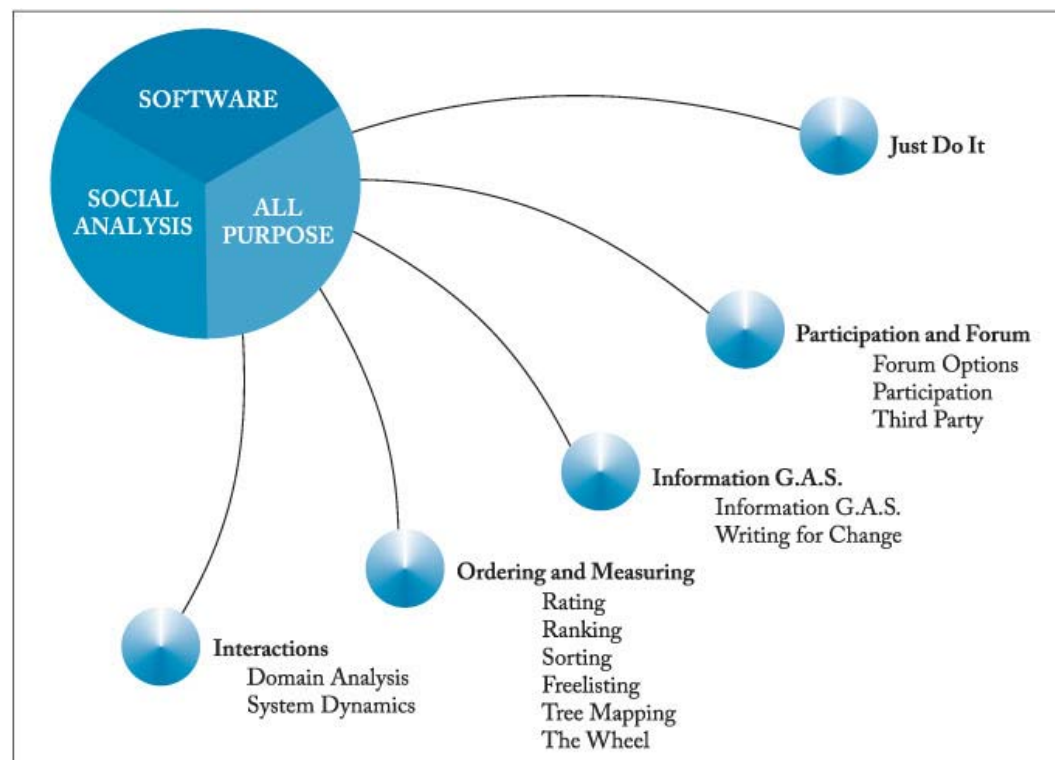 SOFTWARE
SOCIAL
ANALYSIS
ALL
PURPOSE
Just Do It
Participation and Forum
Forum Options
Participation
Third Party
Information G.A.S.
Information G.A.S.
Writing for Change
Ordering and Measuring
Rating
Ranking
Sorting
Freelisting
Tree Mapping
The Wheel
Interactions
Domain Analysis
System Dynamics